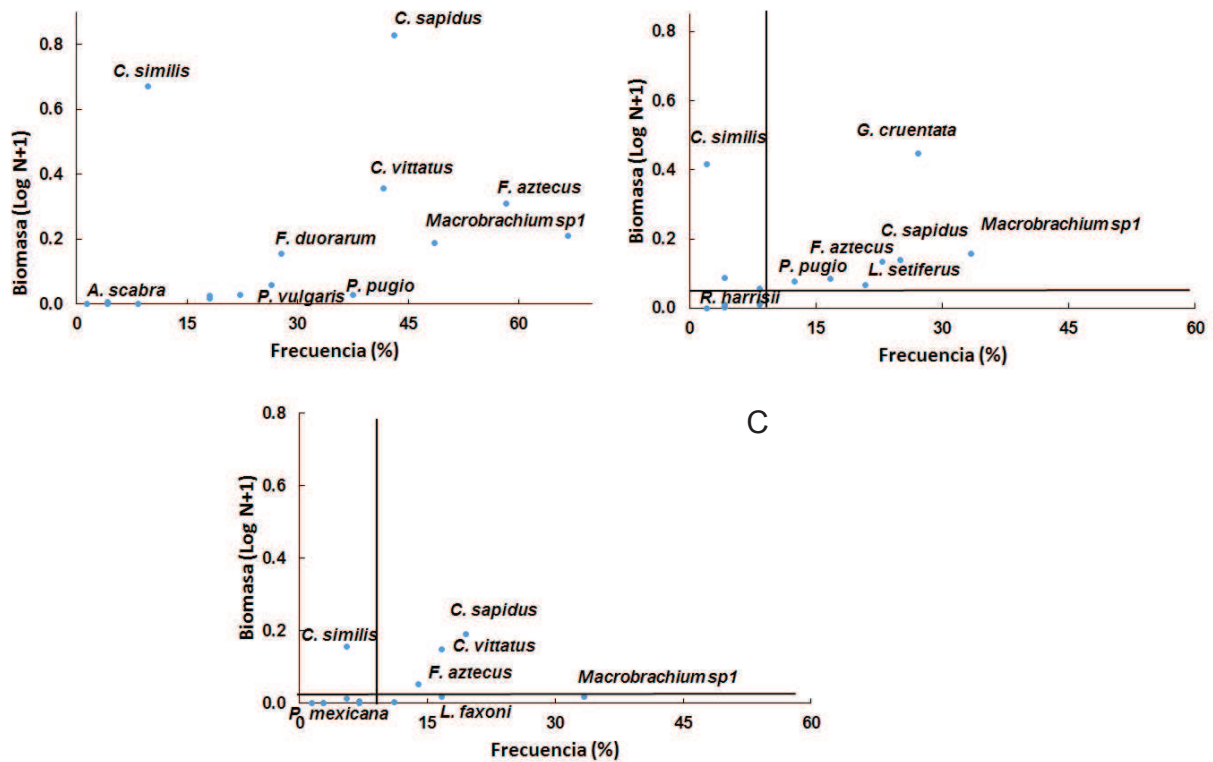 C. sapidus
0.8
C. similis
0.6
Biomasa (Log N+1)
C. vittatus
0.4
F. aztecus
Macrobrachium sp1
F. duorarum
0.2
A. scabra
P. vulgaris
P. pugio
0.0
0 15 30 45 60
Frecuencia (%)
0.8
0.6
Biomasa (Log N+1)
G. cruentata
C. similis
0.4
C. sapidus
Macrobrachium sp1
F. aztecus
0.2
P. pugio
L. setiferus
R. harrisii
0.0
0 15 30 45 60
Frecuencia (%)
C
0.8
0.6
Biomasa (Log N+1)
0.4
C. sapidus
0.2
C. similis
C. vittatus
F. aztecus
Macrobrachium sp1
0.0
P. mexicana
L. faxoni
0 15 30 45 60
Frecuencia (%)